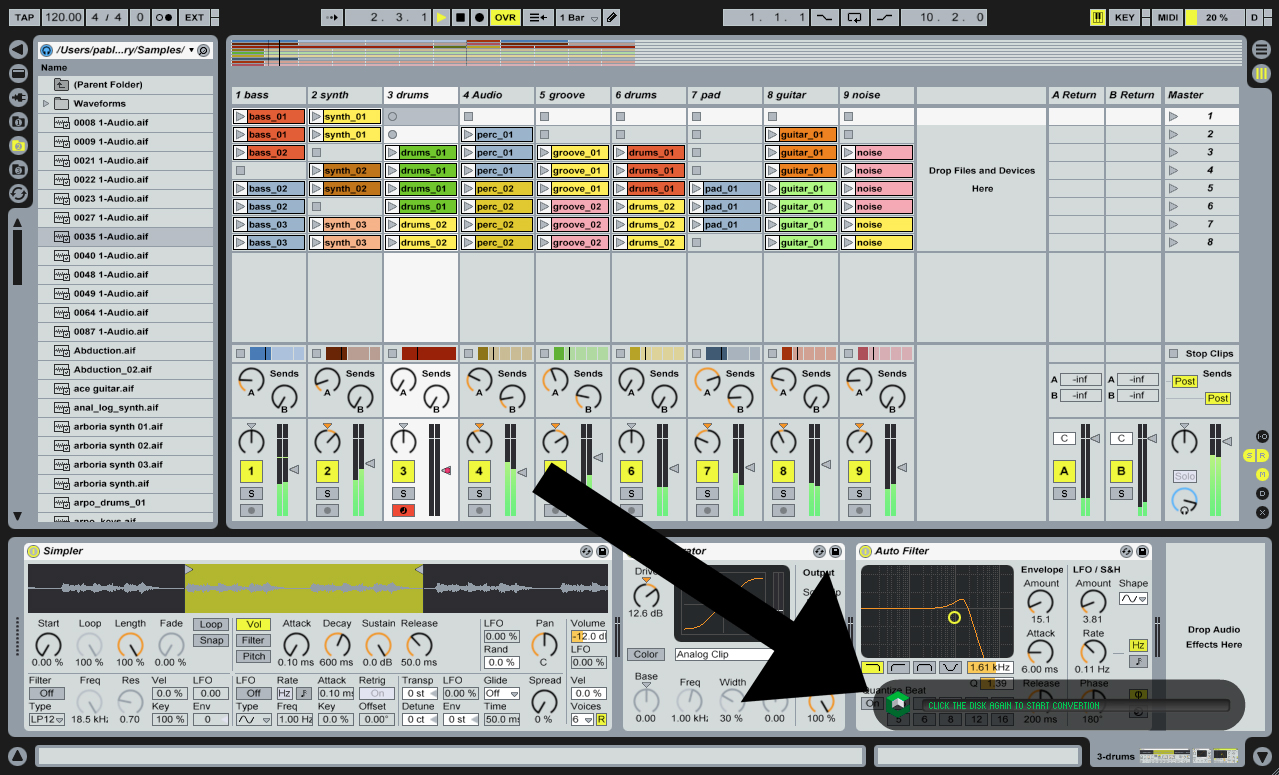 TAP 120.00 4 / 4 0 EXT 2. 3. 1 OVR 1 Bar 1. 1. 1 10. 2. 0 KEY MIDI 20 % D
/Users/pabl...ry/Samples/
Name
(Parent Folder)
Waveforms
0008 1-Audio.aif
0009 1-Audio.aif
0021 1-Audio.aif
0022 1-Audio.aif
0023 1-Audio.aif
0027 1-Audio.aif
0035 1-Audio.aif
0040 1-Audio.aif
0048 1-Audio.aif
0049 1-Audio.aif
0064 1-Audio.aif
0087 1-Audio.aif
Abduction.aif
Abduction_02.aif
ace guitar.aif
anal_log_synth.aif
arboria synth 01.aif
arboria synth 02.aif
arboria synth 03.aif
arboria synth.aif
arpo_drums_01
arpo_keys.aif
1 bass 2 synth 3 drums 4 Audio 5 groove 6 drums 7 pad 8 guitar 9 noise A Return B Return Master
bass_01 synth_01 1
bass_01 synth_01 perc_01 guitar_01 2
bass_02 drums_01 perc_01 groove_01 drums_01 guitar_01 noise 3
synth_02 drums_01 perc_01 groove_01 drums_01 guitar_01 noise 4
bass_02 synth_02 drums_01 perc_02 groove_01 drums_01 pad_01 guitar_01 noise 5
bass_02 drums_01 perc_02 groove_02 drums_02 pad_01 guitar_01 noise 6
bass_03 synth_03 drums_02 perc_02 groove_02 drums_02 pad_01 guitar_01 noise 7
bass_03 synth_03 drums_02 perc_02 groove_02 drums_02 guitar_01 noise 8
Drop Files and Devices
Here
Stop Clips
Sends Sends Sends Sends Sends Sends Sends Sends Sends A -inf A -inf Sends
A A A A A A A A A B -inf B -inf Post
B B B B B B B B B Post
C C
1 2 3 4 6 7 8 9 A B Solo
S S S S S S S S S S
I·O
S R
M
D
X
Simpler
Start Loop Length Fade Loop Snap
0.00 % 100 % 100 % 100 %
Vol Filter Pitch
Attack Decay Sustain Release
0.10 ms 600 ms 0.0 dB 50.0 ms
LFO 0.00 % Rand 0.0 %
Pan C
Volume -12.0 dB LFO 0.00 %
Filter Off Type LP12
Freq 18.5 kHz Res 0.70
Vol 0.0 % Key 100 %
LFO 0.00 Env 0
LFO Off Type
Rate Hz Freq 1.00 Hz
Attack 0.10 ms Key 0.0 %
Retrig On Offset 0.00°
Transp 0 st Detune 0 ct
LFO 0.00 % Env 0 st
Glide Off Time 50.0 ms
Spread 0 %
Vol 0.0 % Voices 6 R
12.6 dB
Color Analog Clip
Output
Base Freq Width
0.00 1.00 kHz 30 % 0.00 100 %
Auto Filter
Envelope LFO / S&H
Amount Amount Shape
15.1 3.81
Attack Rate Hz
6.00 ms 0.11 Hz
1.61 kHz
Q 1.39
Quantize Beat
On
5 6 8 12 16
Release Phase
200 ms 180°
CLICK THE DISK AGAIN TO START CONVERTION
Drop Audio
Effects Here
3-drums